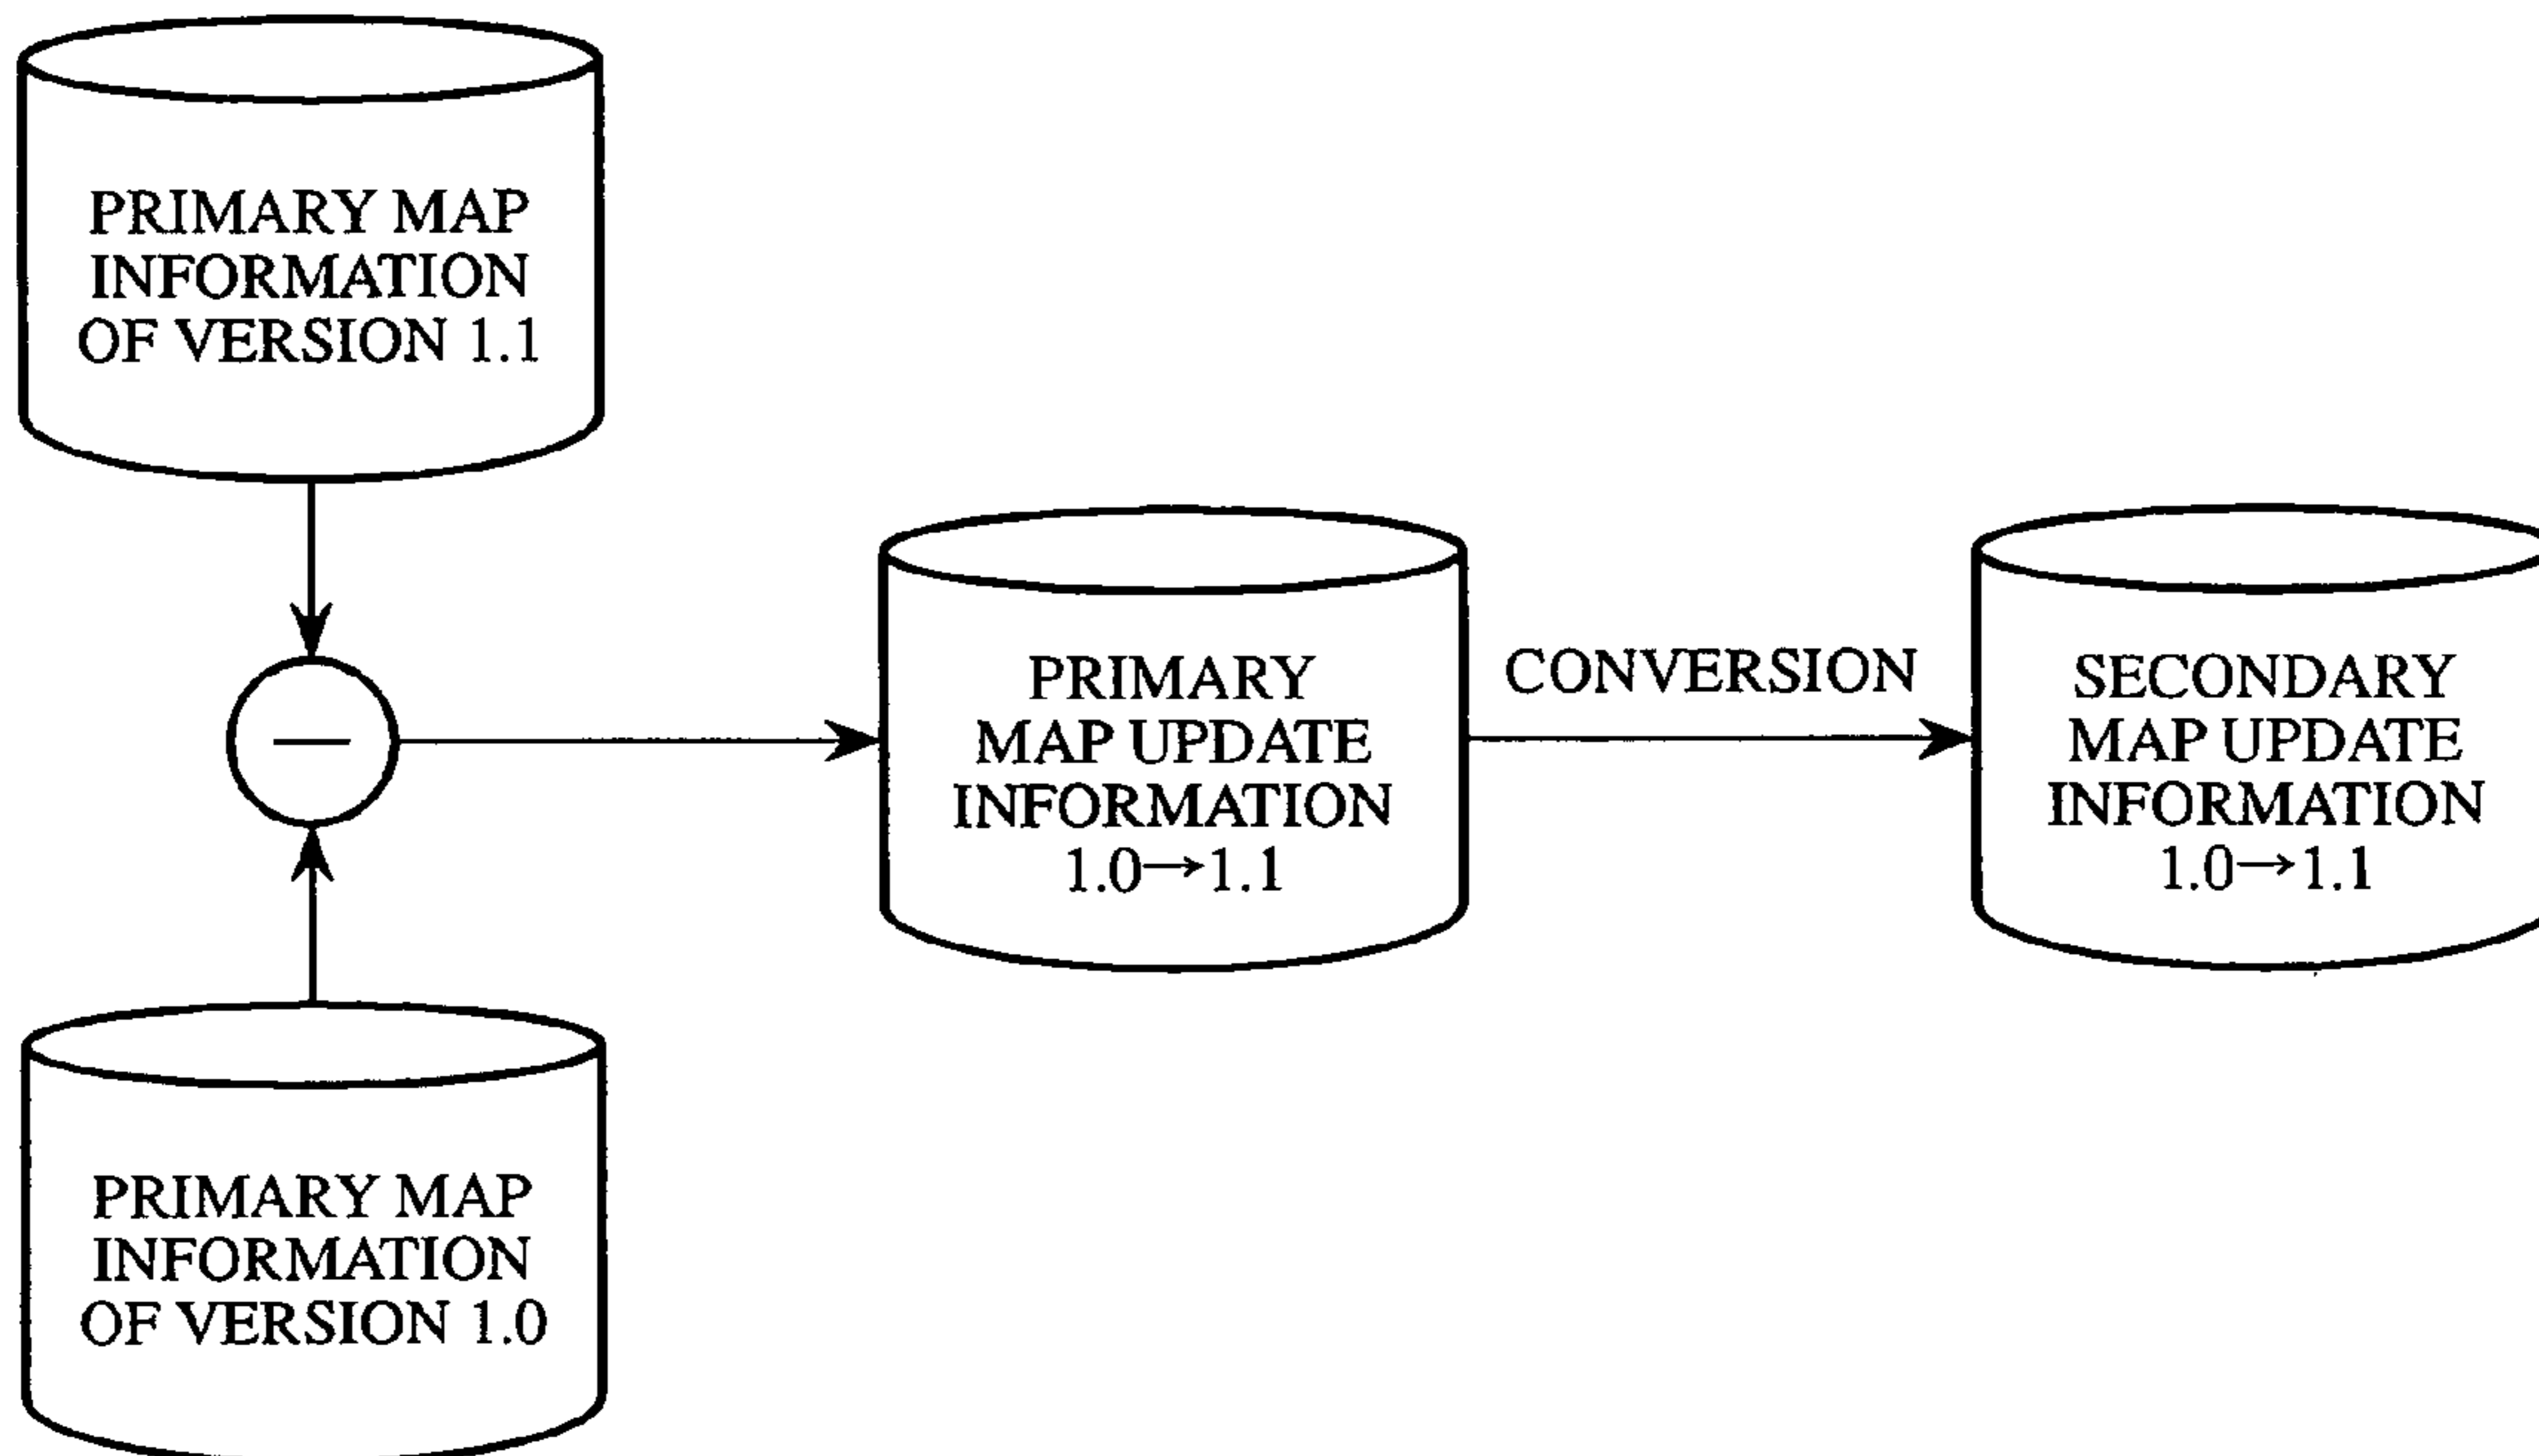 PRIMARY MAP
INFORMATION
OF VERSION 1.1
—
PRIMARY
MAP UPDATE
INFORMATION
1.0→1.1
CONVERSION
SECONDARY
MAP UPDATE
INFORMATION
1.0→1.1
PRIMARY MAP
INFORMATION
OF VERSION 1.0